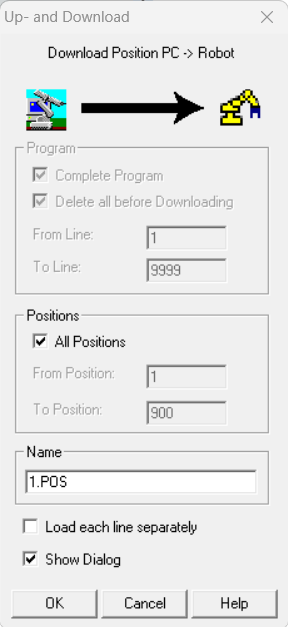 Up- and Download
Download Position PC -> Robot
Program
Complete Program
Delete all before Downloading
From Line: 1
To Line: 9999
Positions
All Positions
From Position: 1
To Position: 900
Name
1.POS
Load each line separately
Show Dialog
OK Cancel Help